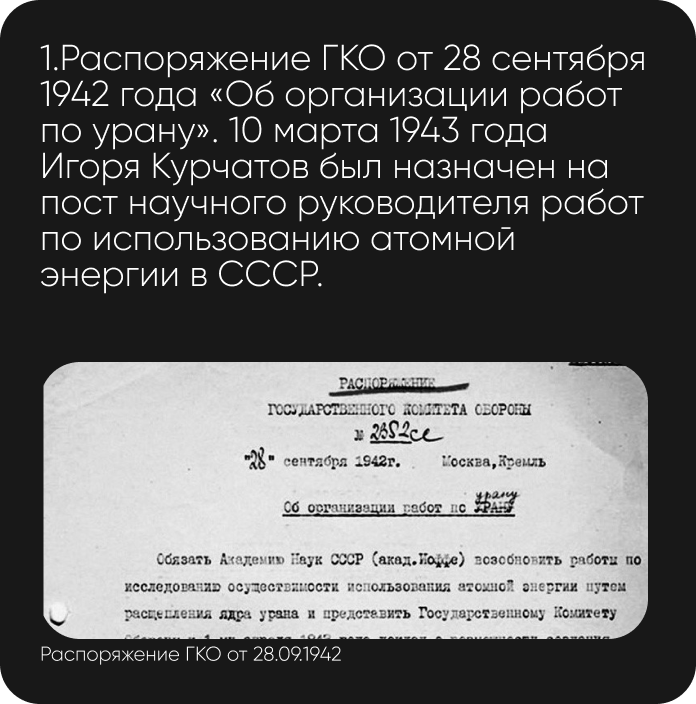 1.Распоряжение ГКО от 28 сентября
1942 года «Об организации работ
по урану». 10 марта 1943 года
Игоря Курчатов был назначен на
пост научного руководителя работ
по использованию атомной
энергии в СССР.
РАСПОРЯЖЕНИЕ
ГОСУДАРСТВЕННОГО КОМИТЕТА ОБОРОНЫ
№ 2352сс
"28" сентября 1942г. Москва,Кремль
урану
Об организации работ по УРАНУ
Обязать Академию Наук СССР (акад.Иоффе) возобновить работы по
исследованию осуществимости использования атомной энергии путем
расщепления ядра урана и представить Государственному Комитету
Распоряжение ГКО от 28.09.1942